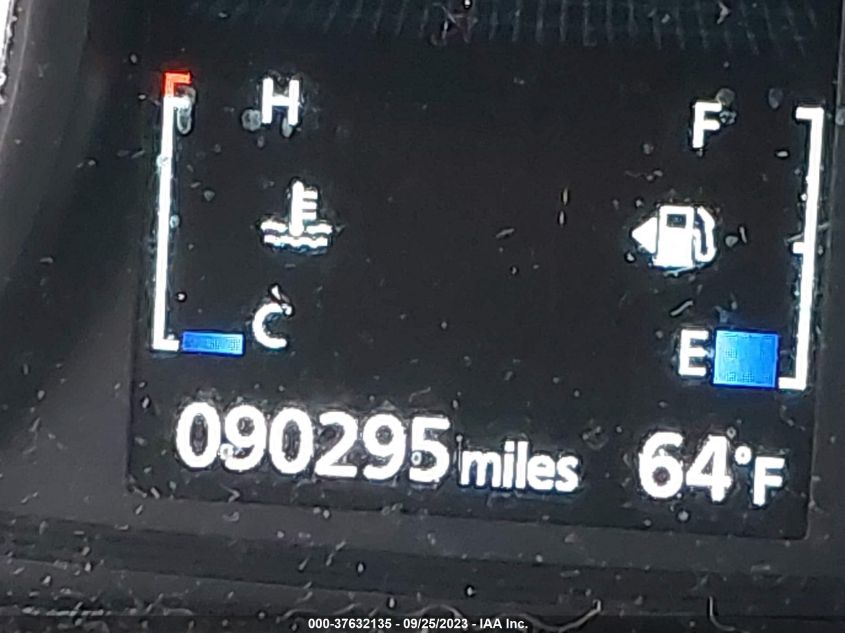 H F
C E
090295 miles 64°F
000-37632135 - 09/25/2023 - IAA Inc.